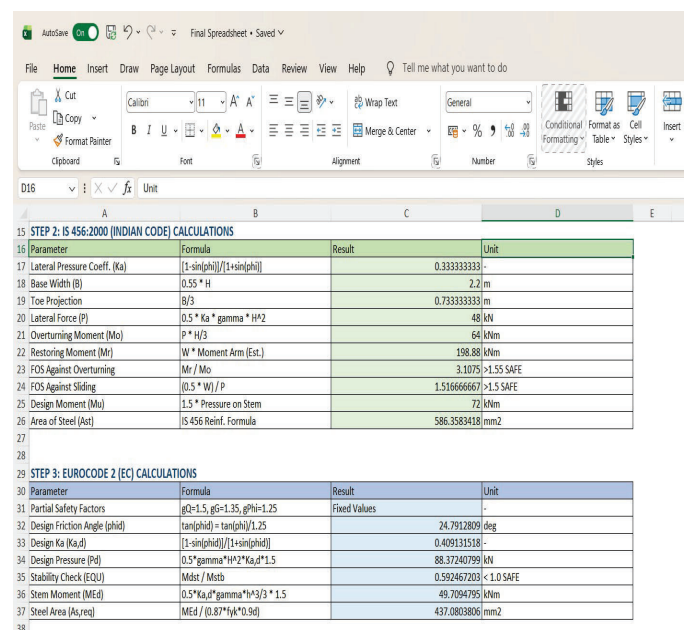 AutoSave On Final Spreadsheet • Saved
File Home Insert Draw Page Layout Formulas Data Review View Help Tell me what you want to do
Paste Cut Copy Format Painter
Calibri 11 A^ Aˇ
B I U A
Wrap Text
Merge & Center
General
% 9 .00 .00
Conditional Formatting Format as Table Cell Styles Insert
Clipboard Font Alignment Number Styles
D16 fx Unit
A B C D E
15 STEP 2: IS 456:2000 (INDIAN CODE) CALCULATIONS
16 Parameter Formula Result Unit
17 Lateral Pressure Coeff. (Ka) [1-sin(phi)]/[1+sin(phi)] 0.333333333 -
18 Base Width (B) 0.55 * H 2.2 m
19 Toe Projection B/3 0.733333333 m
20 Lateral Force (P) 0.5 * Ka * gamma * H^2 48 kN
21 Overturning Moment (Mo) P * H/3 64 kNm
22 Restoring Moment (Mr) W * Moment Arm (Est.) 198.88 kNm
23 FOS Against Overturning Mr / Mo 3.1075 >1.55 SAFE
24 FOS Against Sliding (0.5 * W) / P 1.516666667 >1.5 SAFE
25 Design Moment (Mu) 1.5 * Pressure on Stem 72 kNm
26 Area of Steel (Ast) IS 456 Reinf. Formula 586.3583418 mm2
27
28
29 STEP 3: EUROCODE 2 (EC) CALCULATIONS
30 Parameter Formula Result Unit
31 Partial Safety Factors gQ=1.5, gG=1.35, gPhi=1.25 Fixed Values -
32 Design Friction Angle (phid) tan(phid) = tan(phi)/1.25 24.7912809 deg
33 Design Ka (Ka,d) [1-sin(phid)]/[1+sin(phid)] 0.409131518 -
34 Design Pressure (Pd) 0.5*gamma*H^2*Ka,d*1.5 88.37240799 kN
35 Stability Check (EQU) Mdst / Mstb 0.592467203 < 1.0 SAFE
36 Stem Moment (MEd) 0.5*Ka,d*gamma*h^3/3 * 1.5 49.7094795 kNm
37 Steel Area (As,req) MEd / (0.87*fyk*0.9d) 437.0803806 mm2
38